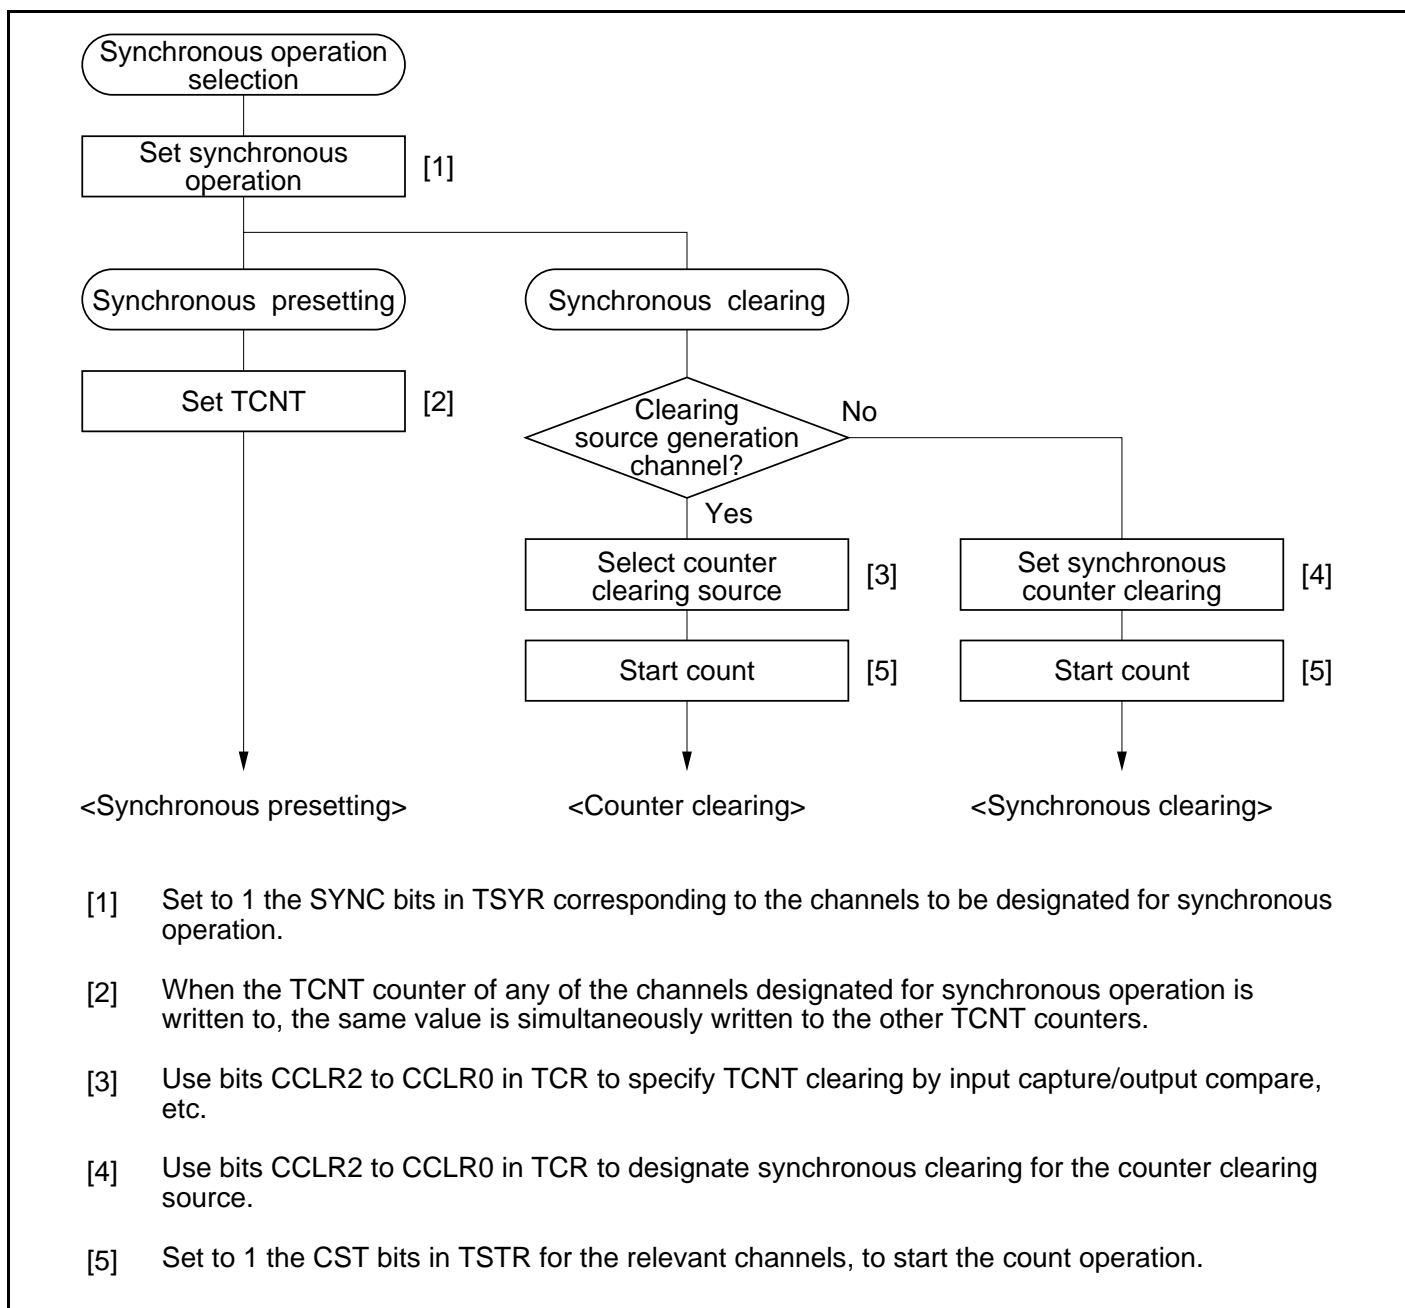 Synchronous operation
selection
Set synchronous
operation
[1]
Synchronous presetting
Synchronous clearing
Set TCNT
[2]
Clearing
source generation
channel?
No
Yes
Select counter
clearing source
[3]
Set synchronous
counter clearing
[4]
Start count
[5]
Start count
[5]
<Synchronous presetting>
<Counter clearing>
<Synchronous clearing>
[1] Set to 1 the SYNC bits in TSYR corresponding to the channels to be designated for synchronous
operation.
[2] When the TCNT counter of any of the channels designated for synchronous operation is
written to, the same value is simultaneously written to the other TCNT counters.
[3] Use bits CCLR2 to CCLR0 in TCR to specify TCNT clearing by input capture/output compare,
etc.
[4] Use bits CCLR2 to CCLR0 in TCR to designate synchronous clearing for the counter clearing
source.
[5] Set to 1 the CST bits in TSTR for the relevant channels, to start the count operation.